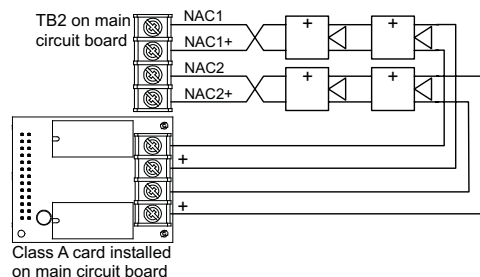 TB2 on main
circuit board
NAC1
NAC1+
NAC2
NAC2+
+ +
+ +
+
+
Class A card installed
on main circuit board